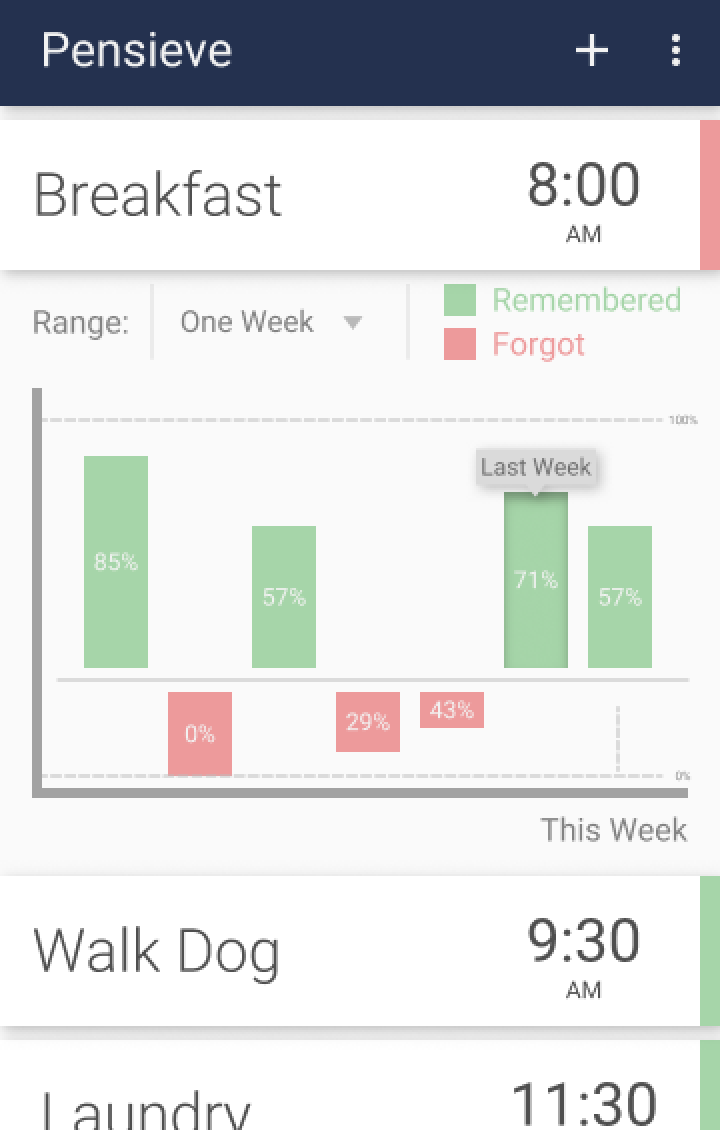 Pensieve
Breakfast
8:00
AM
Range:
One Week
Remembered
Forgot
100%
Last Week
85%
57%
71%
57%
0%
29%
43%
0%
This Week
Walk Dog
9:30
AM
Laundry
11:30